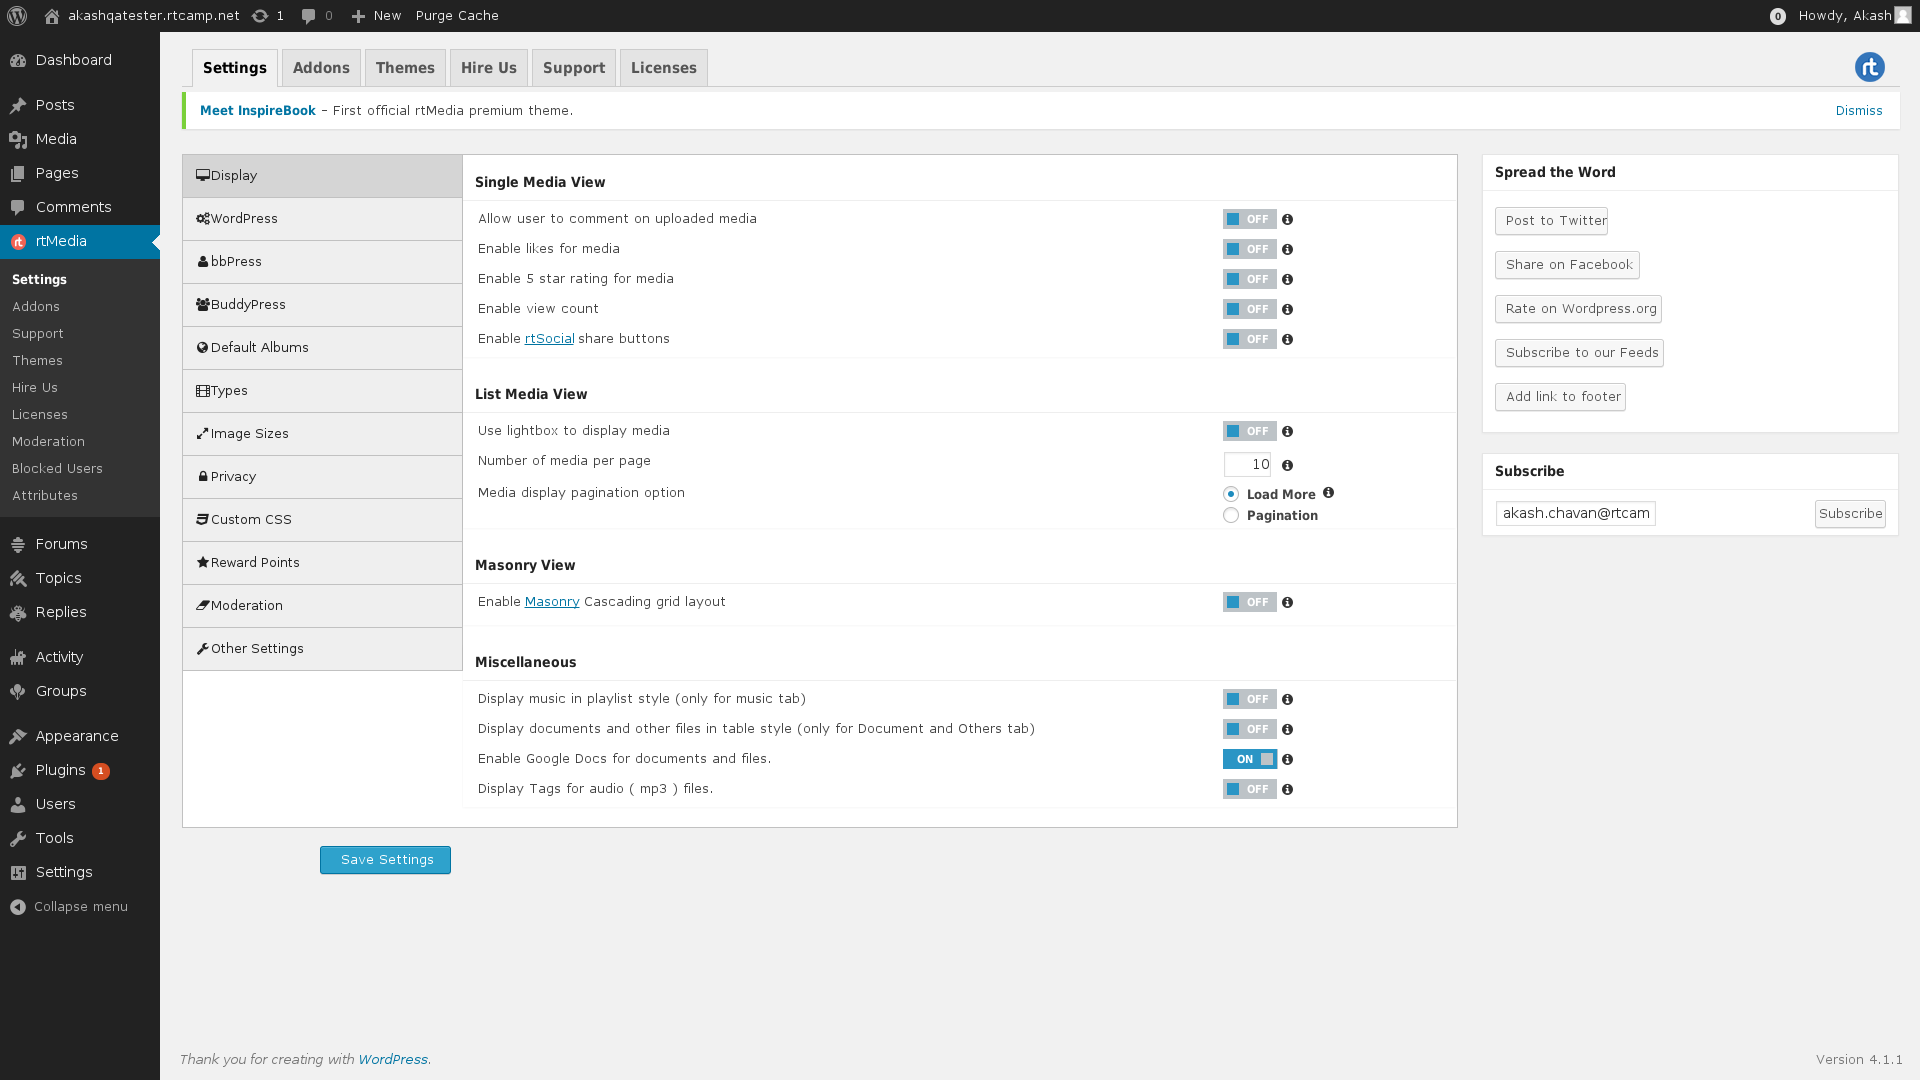 akashqatester.rtcamp.net 1 0 New Purge Cache 0 Howdy, Akash
Dashboard
Posts
Media
Pages
Comments
rtMedia
Settings
Addons
Support
Themes
Hire Us
Licenses
Moderation
Blocked Users
Attributes
Forums
Topics
Replies
Activity
Groups
Appearance
Plugins 1
Users
Tools
Settings
Collapse menu
Settings Addons Themes Hire Us Support Licenses
rt
Meet InspireBook – First official rtMedia premium theme. Dismiss
Display
WordPress
bbPress
BuddyPress
Default Albums
Types
Image Sizes
Privacy
Custom CSS
Reward Points
Moderation
Other Settings
Single Media View
Allow user to comment on uploaded media OFF
Enable likes for media OFF
Enable 5 star rating for media OFF
Enable view count OFF
Enable rtSocial share buttons OFF
List Media View
Use lightbox to display media OFF
Number of media per page 10
Media display pagination option Load More
Pagination
Masonry View
Enable Masonry Cascading grid layout OFF
Miscellaneous
Display music in playlist style (only for music tab) OFF
Display documents and other files in table style (only for Document and Others tab) OFF
Enable Google Docs for documents and files. ON
Display Tags for audio ( mp3 ) files. OFF
Save Settings
Spread the Word
Post to Twitter
Share on Facebook
Rate on Wordpress.org
Subscribe to our Feeds
Add link to footer
Subscribe
akash.chavan@rtcam Subscribe
Thank you for creating with WordPress. Version 4.1.1